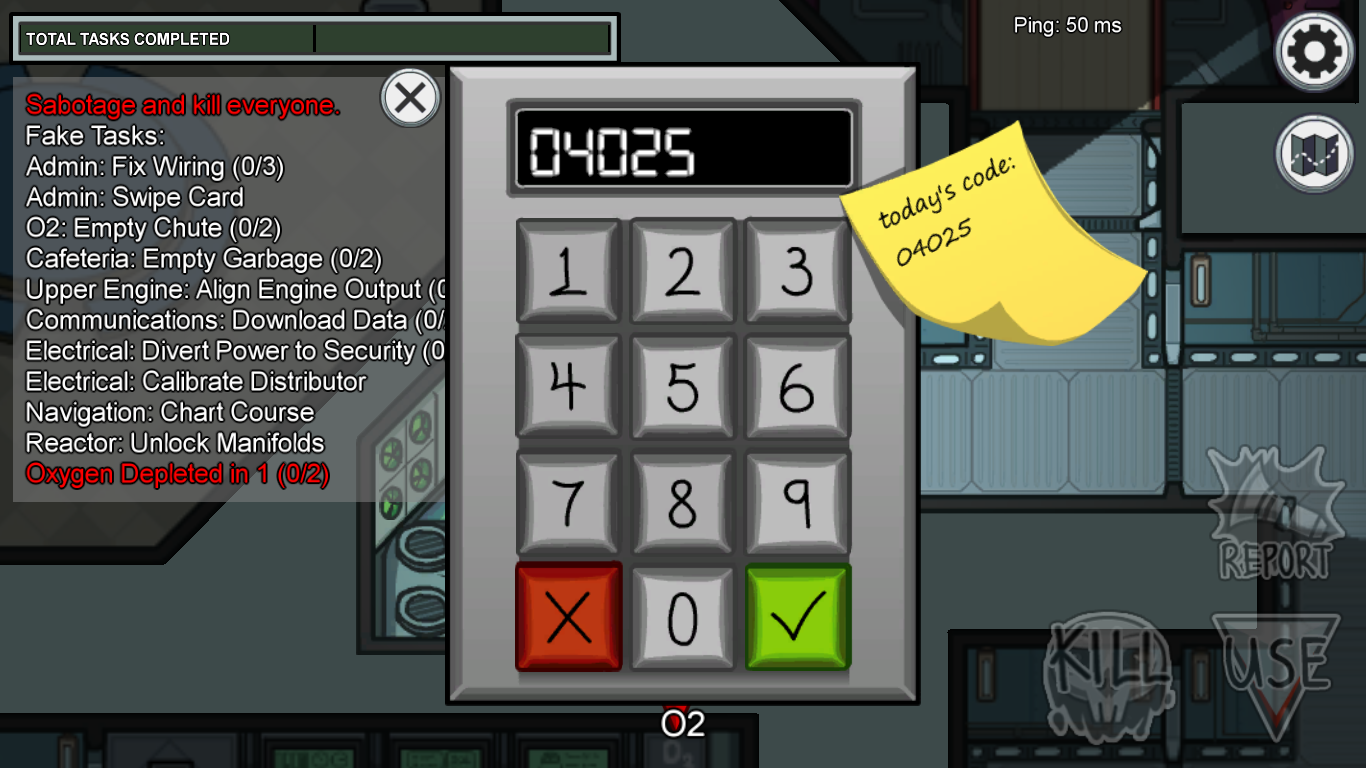 TOTAL TASKS COMPLETED
Ping: 50 ms
Sabotage and kill everyone.
Fake Tasks:
Admin: Fix Wiring (0/3)
Admin: Swipe Card
O2: Empty Chute (0/2)
Cafeteria: Empty Garbage (0/2)
Upper Engine: Align Engine Output (0
Communications: Download Data (0/
Electrical: Divert Power to Security (0
Electrical: Calibrate Distributor
Navigation: Chart Course
Reactor: Unlock Manifolds
Oxygen Depleted in 1 (0/2)
04025
today's code:
04025
1 2 3
4 5 6
7 8 9
X 0 ✓
REPORT
KILL USE
O2